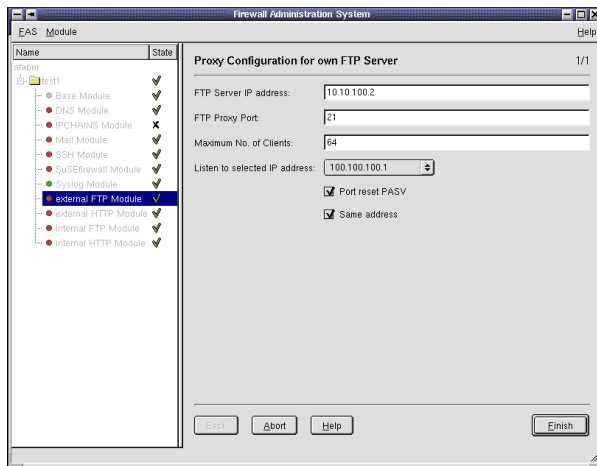 Firewall Administration System
FAS Module Help
Name State
afaber
test1
Base Module
DNS Module
IPCHAINS Module
Mail Module
SSH Module
SuSEfirewall Module
Syslog Module
external FTP Module
external HTTP Module
internal FTP Module
internal HTTP Module
Proxy Configuration for own FTP Server 1/1
FTP Server IP address: 10.10.100.2
FTP Proxy Port: 21
Maximum No. of Clients: 64
Listen to selected IP address: 100.100.100.1
Port reset PASV
Same address
Back Abort Help Finish